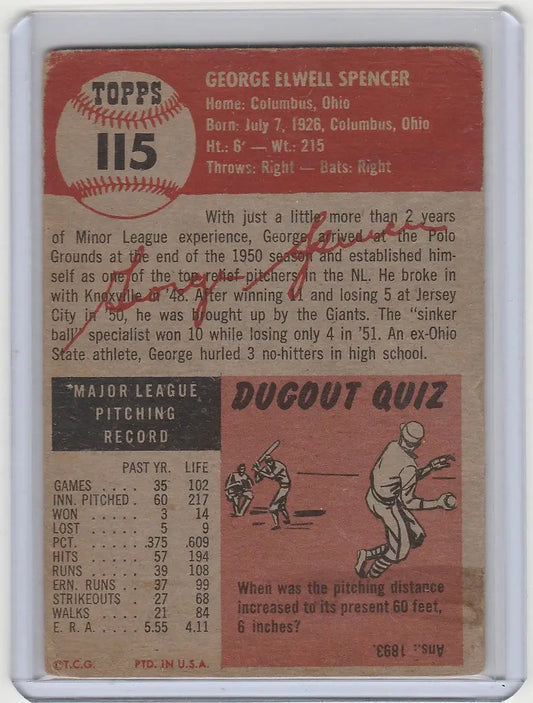 TOPPS
115
GEORGE ELWELL SPENCER
Home: Columbus, Ohio
Born: July 7, 1926, Columbus, Ohio
Ht.: 6' — Wt.: 215
Throws: Right — Bats: Right
With just a little more than 2 years
of Minor League experience, George arrived at the Polo
Grounds at the end of the 1950 season and established him-
self as one of the top relief pitchers in the NL. He broke in
with Knoxville in '48. After winning 11 and losing 5 at Jersey
City in '50, he was brought up by the Giants. The "sinker
ball" specialist won 10 while losing only 4 in '51. An ex-Ohio
State athlete, George hurled 3 no-hitters in high school.
George Spencer
MAJOR LEAGUE
PITCHING
RECORD
PAST YR. LIFE
GAMES . . . . . 35 102
INN. PITCHED . 60 217
WON . . . . . . 3 14
LOST . . . . . . 5 9
PCT. . . . . . . .375 .609
HITS . . . . . . 57 194
RUNS . . . . . 39 108
ERN. RUNS . . 37 99
STRIKEOUTS . . 27 68
WALKS . . . . 21 84
E. R. A. . . . . 5.55 4.11
©T.C.G. PTD. IN U.S.A.
DUGOUT QUIZ
When was the pitching distance
increased to its present 60 feet,
6 inches?
Ans.: 1893.